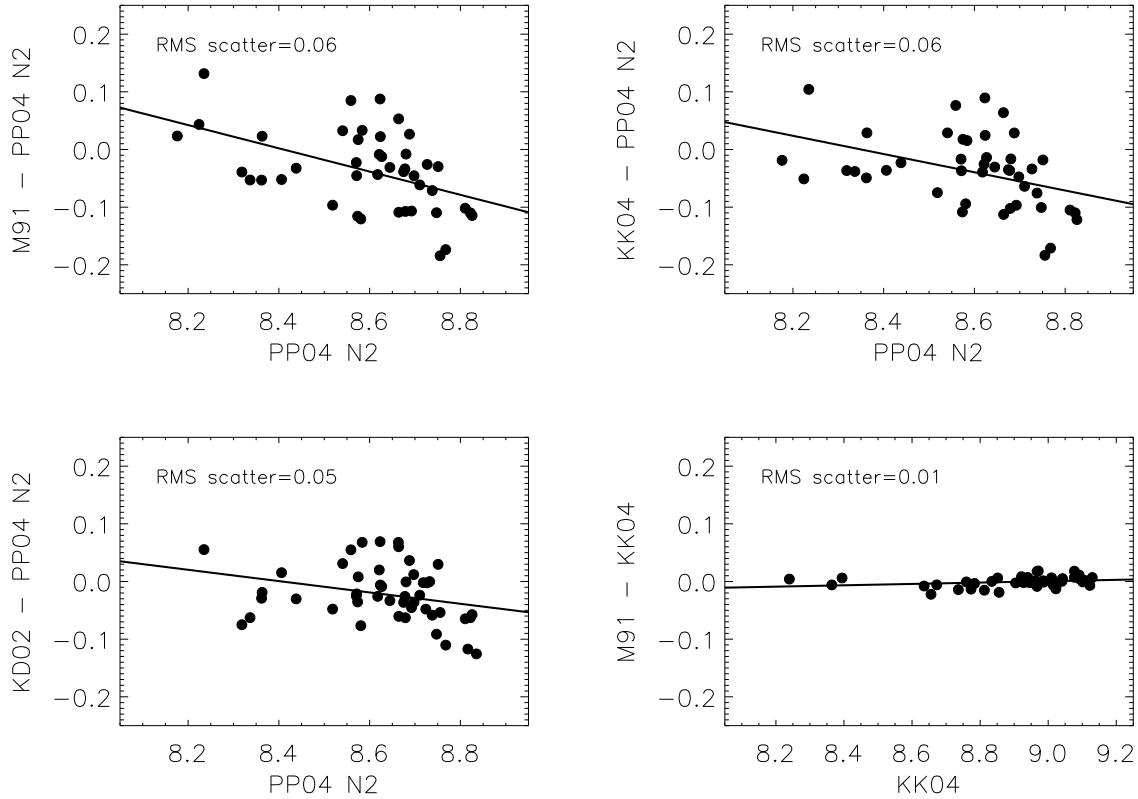 RMS scatter=0.06
M91 − PP04 N2
0.2
0.1
0.0
−0.1
−0.2
8.2 8.4 8.6 8.8
PP04 N2
RMS scatter=0.06
KK04 − PP04 N2
0.2
0.1
0.0
−0.1
−0.2
8.2 8.4 8.6 8.8
PP04 N2
RMS scatter=0.05
KD02 − PP04 N2
0.2
0.1
0.0
−0.1
−0.2
8.2 8.4 8.6 8.8
PP04 N2
RMS scatter=0.01
M91 − KK04
0.2
0.1
0.0
−0.1
−0.2
8.2 8.4 8.6 8.8 9.0 9.2
KK04